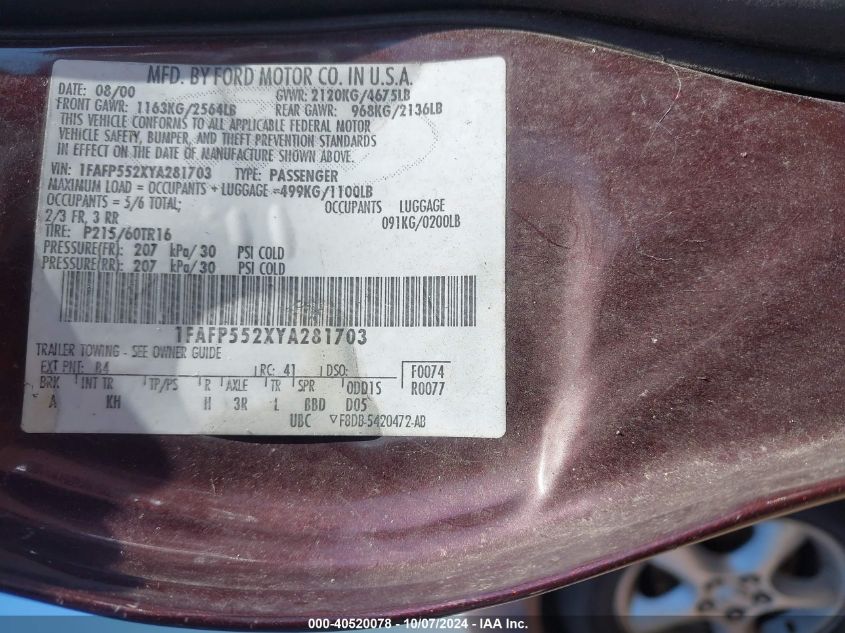 MFD. BY FORD MOTOR CO. IN U.S.A.
DATE: 08/00 GVWR: 2120KG/4675LB
FRONT GAWR: 1163KG/2564LB REAR GAWR: 968KG/2136LB
THIS VEHICLE CONFORMS TO ALL APPLICABLE FEDERAL MOTOR
VEHICLE SAFETY, BUMPER, AND THEFT PREVENTION STANDARDS
IN EFFECT ON THE DATE OF MANUFACTURE SHOWN ABOVE.
VIN: 1FAFP552XYA281703 TYPE: PASSENGER
MAXIMUM LOAD = OCCUPANTS + LUGGAGE =499KG/1100LB
OCCUPANTS = 5/6 TOTAL; OCCUPANTS LUGGAGE
2/3 FR, 3 RR 091KG/0200LB
TIRE: P215/60TR16
PRESSURE(FR): 207 kPa/30 PSI COLD
PRESSURE(RR): 207 kPa/30 PSI COLD
1FAFP552XYA281703
TRAILER TOWING - SEE OWNER GUIDE
EXT PNT: B4 RC: 41 DSO: F0074
BRK INT TR TP/PS R AXLE TR SPR ODD1S R0077
A KH H 3R L BBD D05
UBC ▽F8DB-5420472-AB
000-40520078 - 10/07/2024 - IAA Inc.